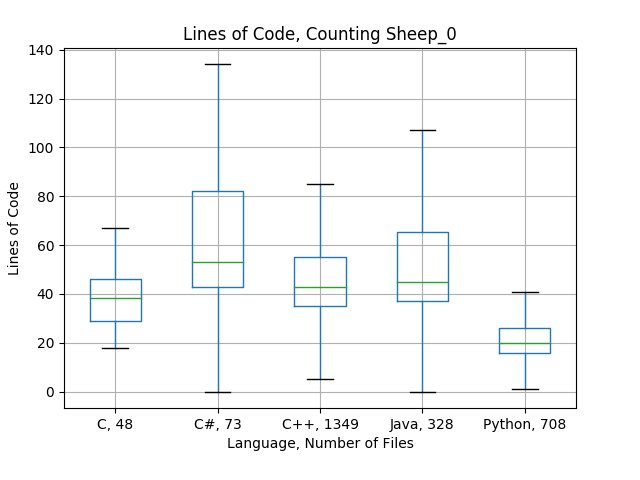 Lines of Code, Counting Sheep_0
140
120
100
80
60
40
20
0
Lines of Code
C, 48 C#, 73 C++, 1349 Java, 328 Python, 708
Language, Number of Files